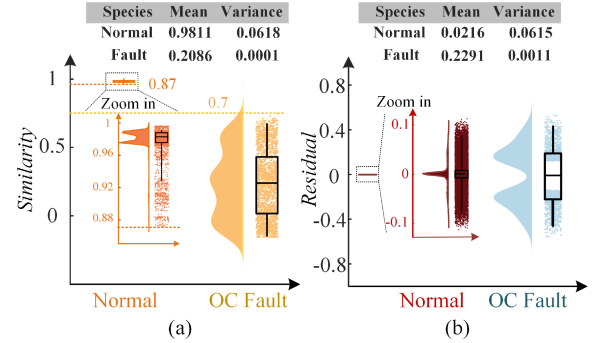 Species Mean Variance
Normal 0.9811 0.0618
Fault 0.2086 0.0001
1
0.87
Zoom in
0.7
1
0.96
0.92
0.88
0.5
0
Similarity
Normal
OC Fault
(a)
Species Mean Variance
Normal 0.0216 0.0615
Fault 0.2291 0.0011
0.8
Zoom in
0.4
0.1
0
0
-0.1
-0.4
-0.8
Residual
Normal
OC Fault
(b)